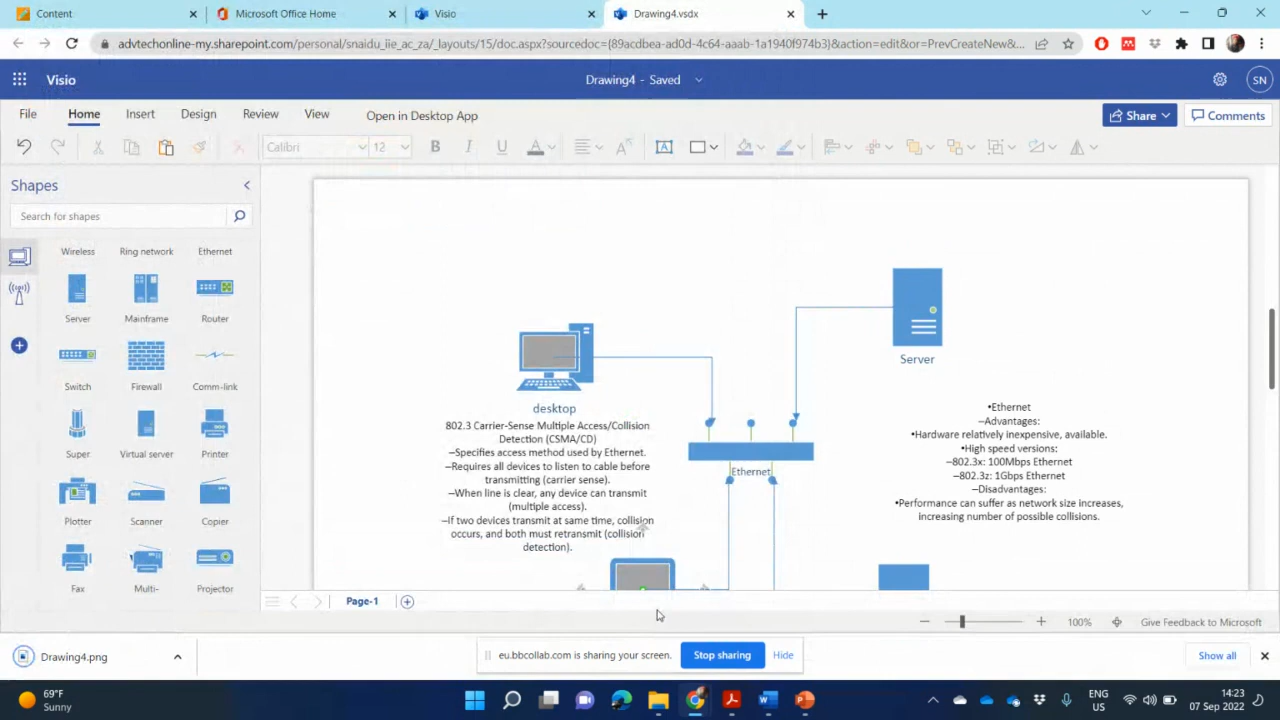 Content
Microsoft Office Home
Visio
Drawing4.vsdx
advtechonline-my.sharepoint.com/personal/snaidu_iie_ac_za/_layouts/15/doc.aspx?sourcedoc={89acdbea-ad0d-4c64-aaab-1a1940f974b3}&action=edit&or=PrevCreateNew&...
Visio
Drawing4 - Saved
SN
File
Home
Insert
Design
Review
View
Open in Desktop App
Share
Comments
Calibri
12
Shapes
Search for shapes
Wireless
Ring network
Ethernet
Server
Mainframe
Router
Switch
Firewall
Comm-link
Super.
Virtual server
Printer
Plotter
Scanner
Copier
Fax
Multi-
Projector
Server
desktop
802.3 Carrier-Sense Multiple Access/Collision
Detection (CSMA/CD)
–Specifies access method used by Ethernet.
–Requires all devices to listen to cable before
transmitting (carrier sense).
–When line is clear, any device can transmit
(multiple access).
–If two devices transmit at same time, collision
occurs, and both must retransmit (collision
detection).
Ethernet
•Ethernet
–Advantages:
•Hardware relatively inexpensive, available.
•High speed versions:
–802.3x: 100Mbps Ethernet
–802.3z: 1Gbps Ethernet
–Disadvantages:
•Performance can suffer as network size increases,
increasing number of possible collisions.
Page-1
100%
Give Feedback to Microsoft
Drawing4.png
eu.bbcollab.com is sharing your screen.
Stop sharing
Hide
Show all
69°F
Sunny
ENG
US
14:23
07 Sep 2022